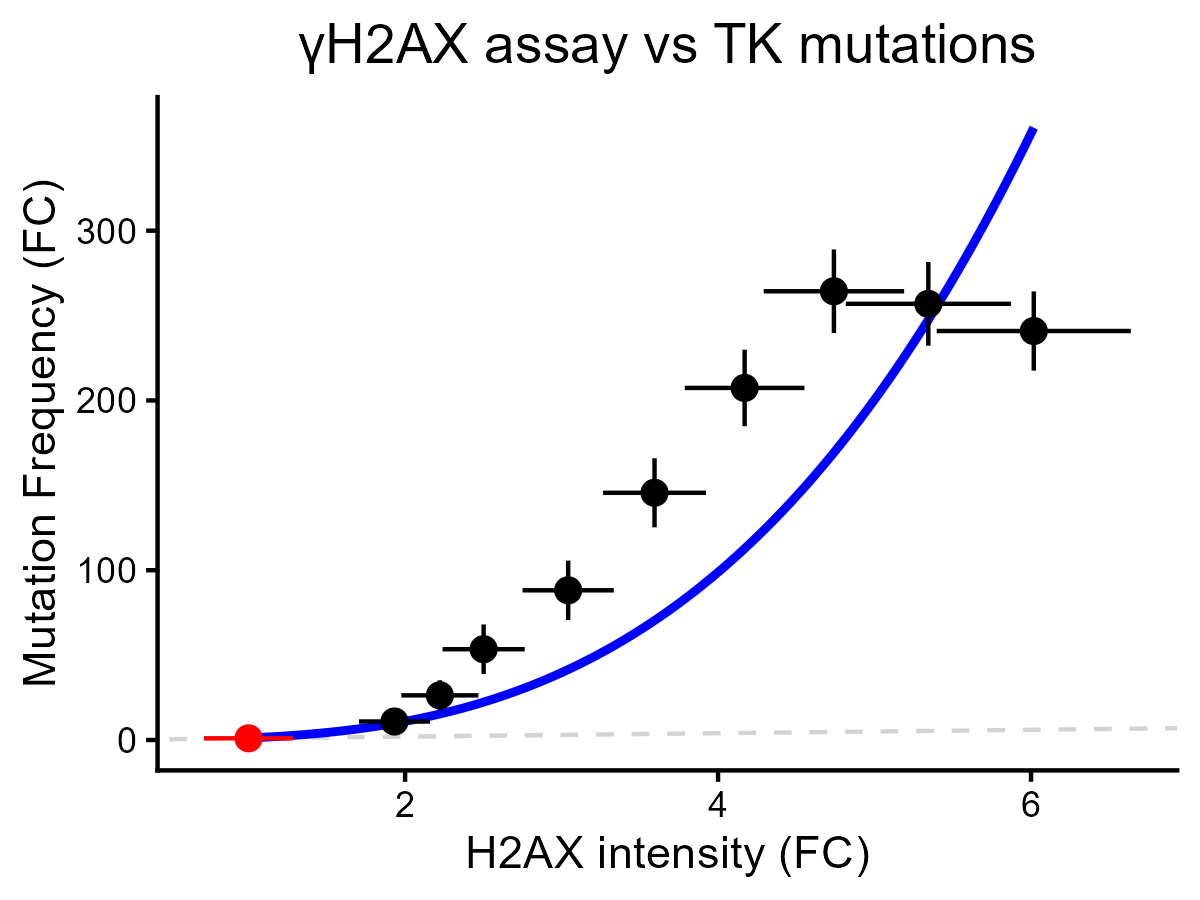 γH2AX assay vs TK mutations
Mutation Frequency (FC)
300
200
100
0
2
4
6
H2AX intensity (FC)